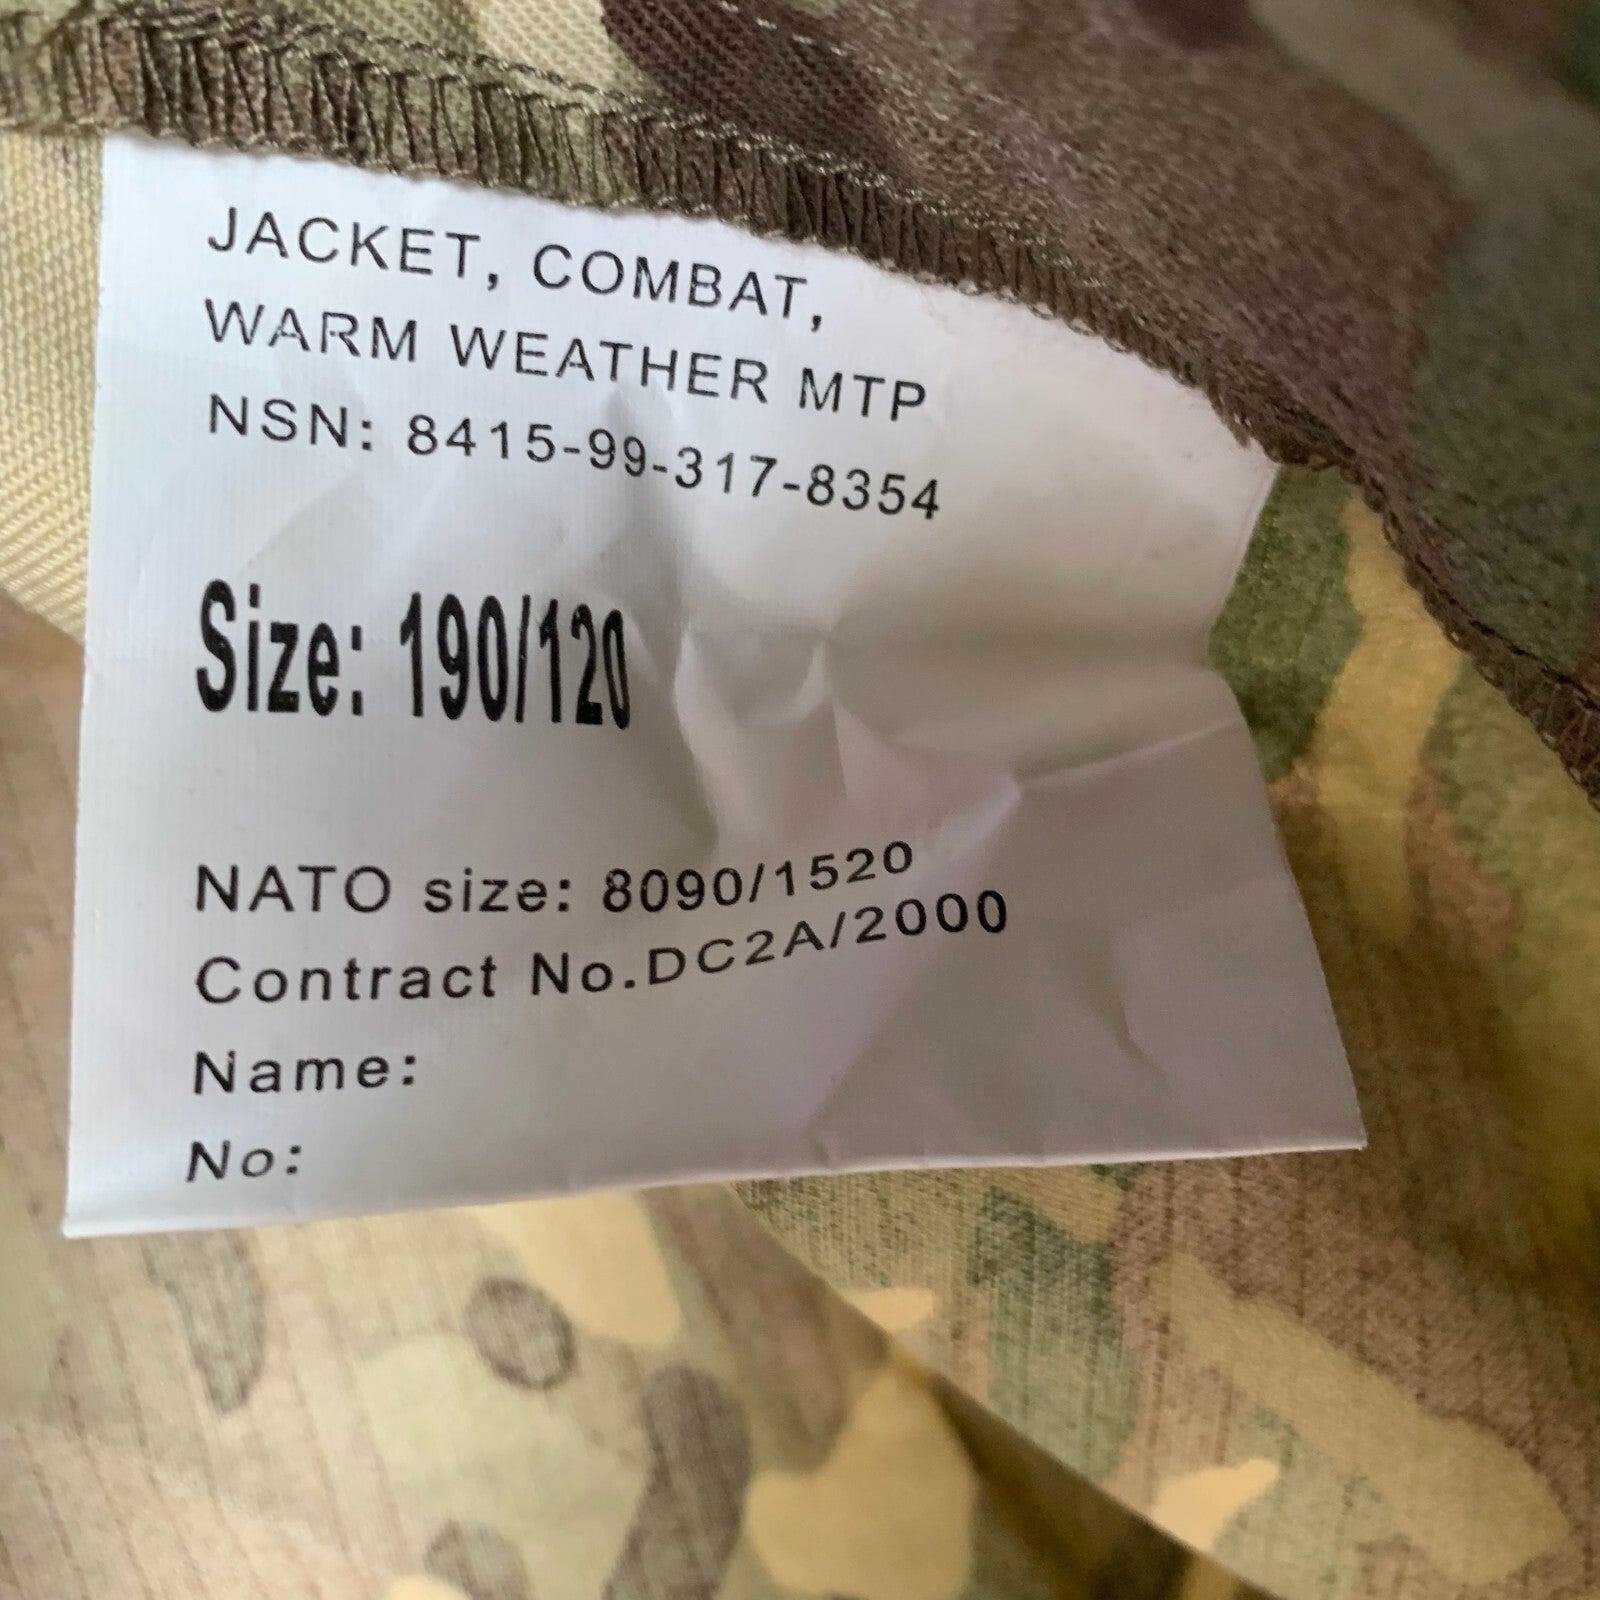 JACKET, COMBAT,
WARM WEATHER MTP
NSN: 8415-99-317-8354
Size: 190/120
NATO size: 8090/1520
Contract No.DC2A/2000
Name:
No: